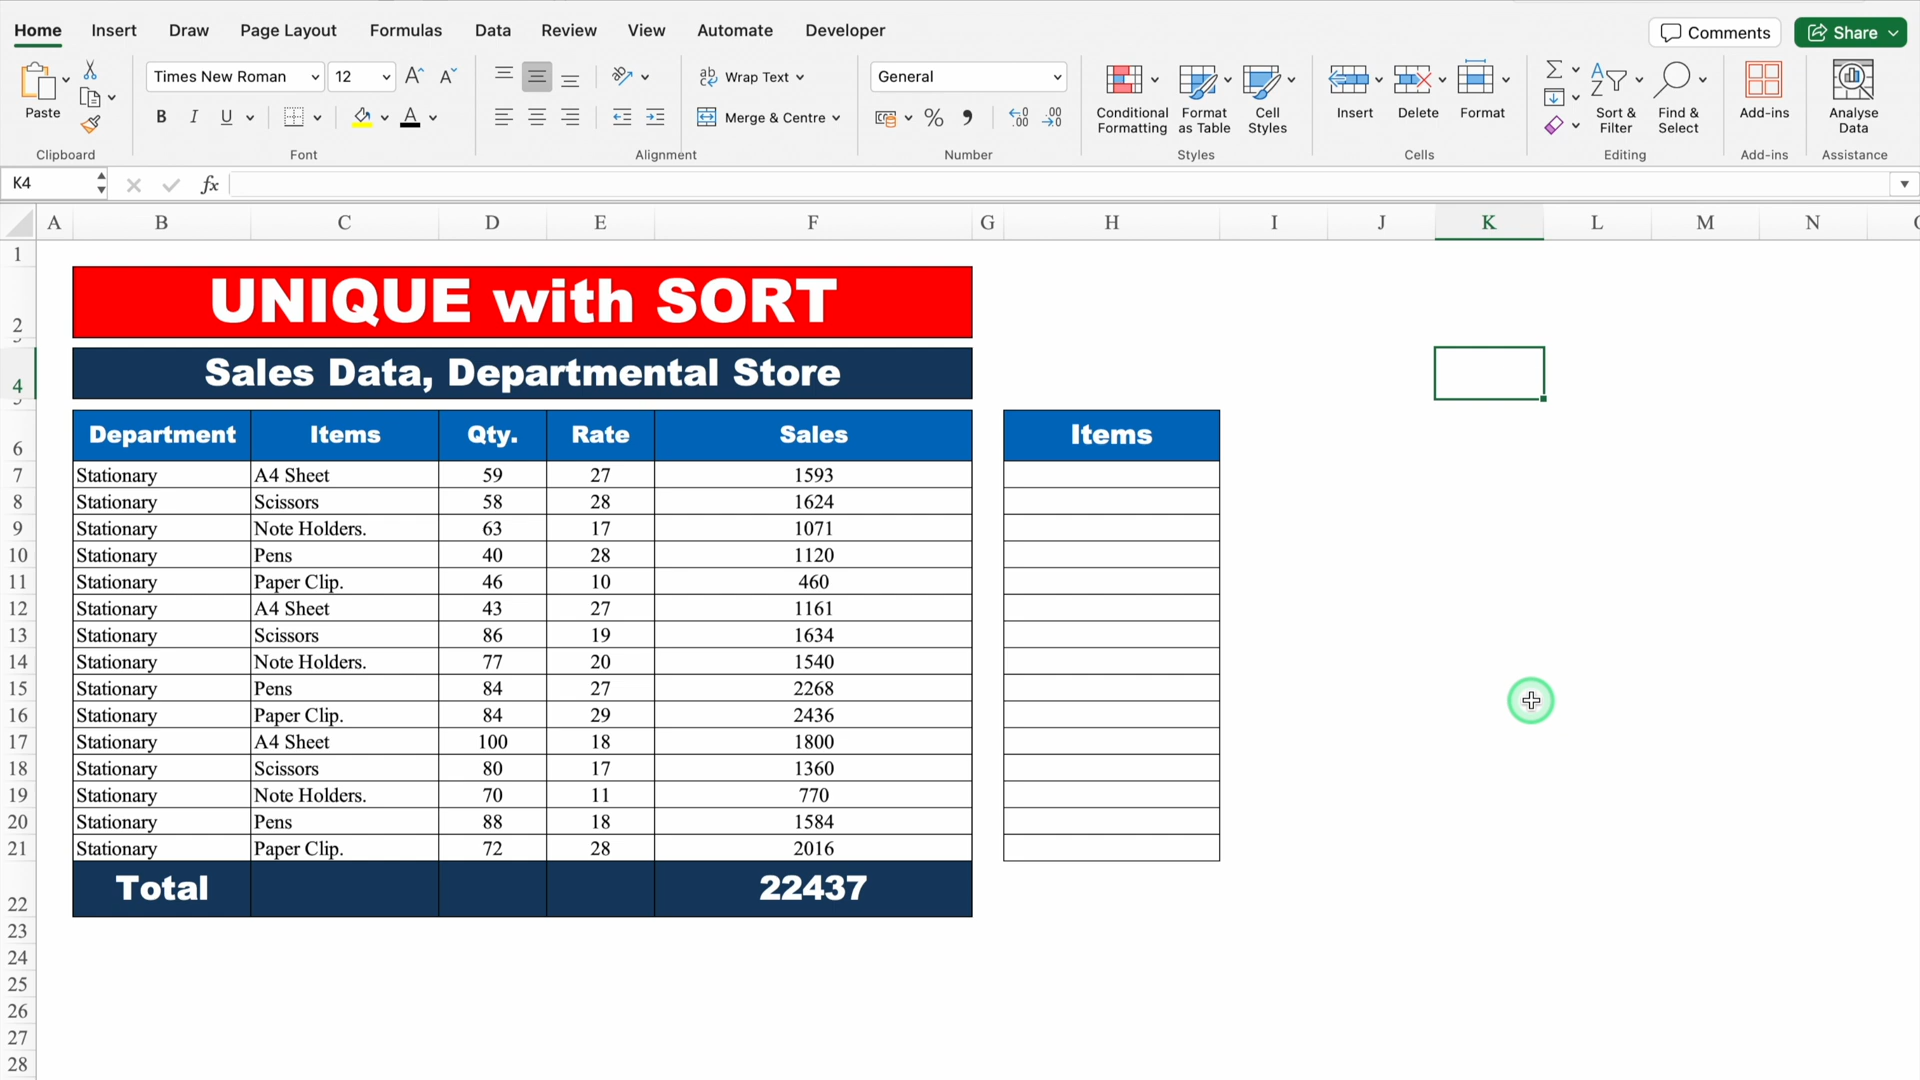 Home Insert Draw Page Layout Formulas Data Review View Automate Developer Comments Share
Times New Roman 12 Wrap Text General
Paste B I U Merge & Centre % Conditional Formatting Format as Table Cell Styles Insert Delete Format Sort & Filter Find & Select Add-ins Analyse Data
Clipboard Font Alignment Number Styles Cells Editing Add-ins Assistance
K4 fx
A B C D E F G H I J K L M N
1
2 UNIQUE with SORT
4 Sales Data, Departmental Store
6 Department Items Qty. Rate Sales Items
7 Stationary A4 Sheet 59 27 1593
8 Stationary Scissors 58 28 1624
9 Stationary Note Holders. 63 17 1071
10 Stationary Pens 40 28 1120
11 Stationary Paper Clip. 46 10 460
12 Stationary A4 Sheet 43 27 1161
13 Stationary Scissors 86 19 1634
14 Stationary Note Holders. 77 20 1540
15 Stationary Pens 84 27 2268
16 Stationary Paper Clip. 84 29 2436
17 Stationary A4 Sheet 100 18 1800
18 Stationary Scissors 80 17 1360
19 Stationary Note Holders. 70 11 770
20 Stationary Pens 88 18 1584
21 Stationary Paper Clip. 72 28 2016
22 Total 22437
23
24
25
26
27
28